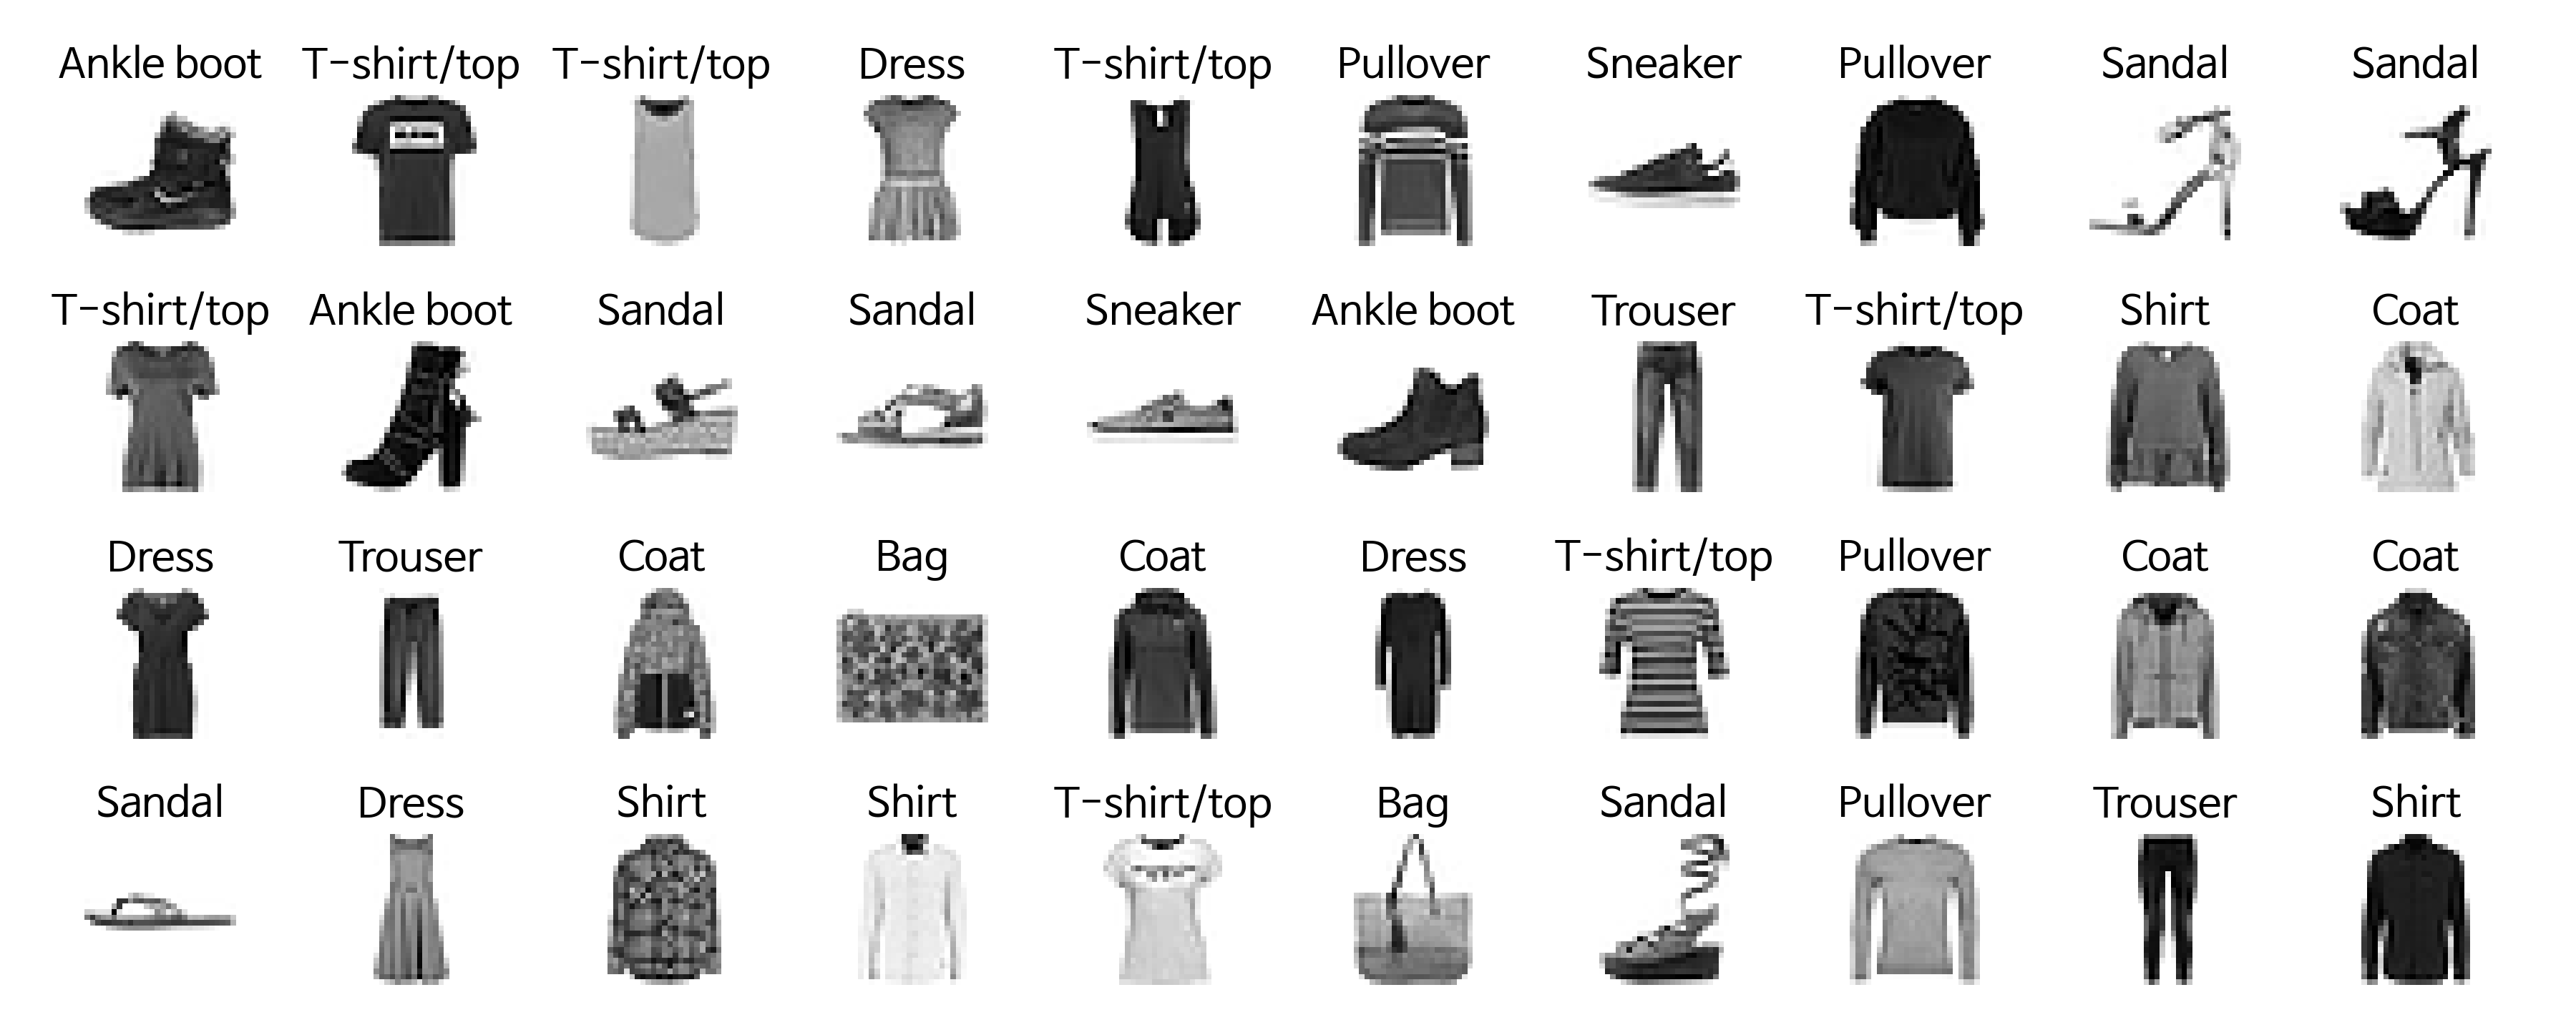 Ankle boot T-shirt/top T-shirt/top Dress T-shirt/top Pullover Sneaker Pullover Sandal Sandal
T-shirt/top Ankle boot Sandal Sandal Sneaker Ankle boot Trouser T-shirt/top Shirt Coat
Dress Trouser Coat Bag Coat Dress T-shirt/top Pullover Coat Coat
Sandal Dress Shirt Shirt T-shirt/top Bag Sandal Pullover Trouser Shirt